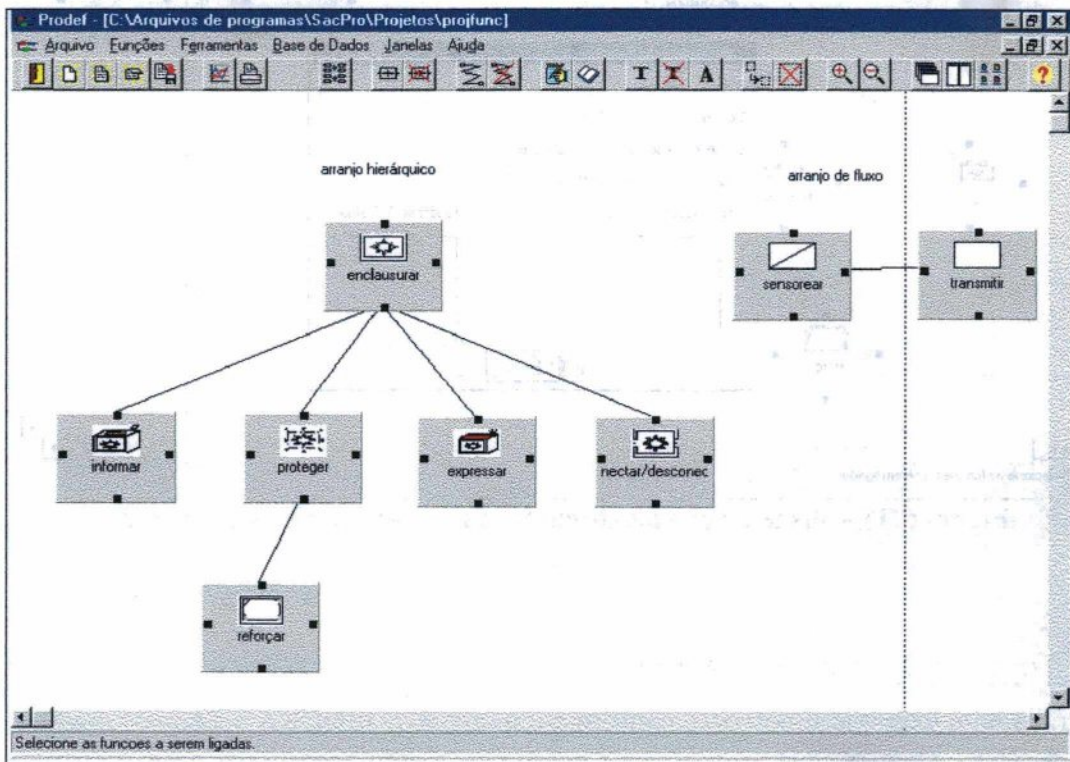 Prodef - [C:\Arquivos de programas\SacPro\Projetos\projfunc]
Arquivo Funções Ferramentas Base de Dados Janelas Ajuda
T T A ?
arranjo hierárquico
arranjo de fluxo
enclausurar
sensorear
transmitir
informar
proteger
expressar
nectar/desconec
reforçar
Selecione as funcoes a serem ligadas.